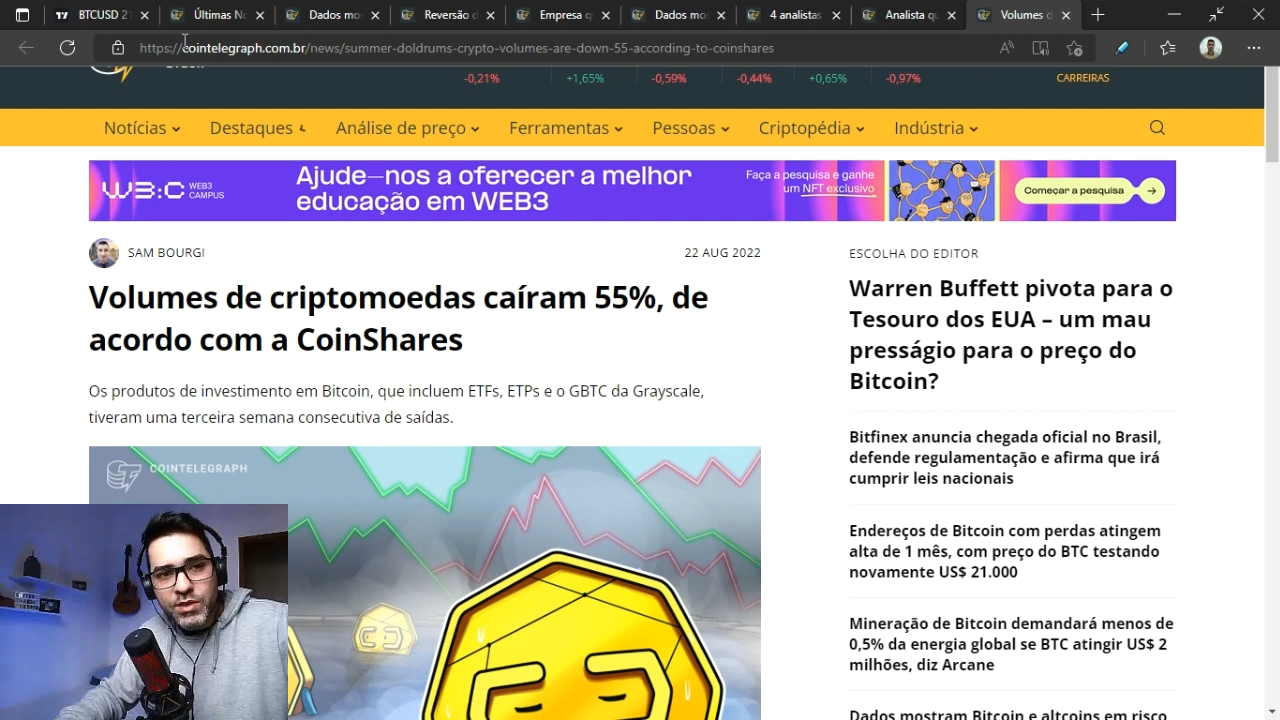 BTCUSD 21
Últimas No
Dados mos
Reversão d
Empresa q
Dados mos
4 analistas
Analista qu
Volumes d
https://cointelegraph.com.br/news/summer-doldrums-crypto-volumes-are-down-55-according-to-coinshares
-0,21%
+1,65%
-0,59%
-0,44%
+0,65%
-0,97%
CARREIRAS
Notícias
Destaques
Análise de preço
Ferramentas
Pessoas
Criptopédia
Indústria
W3:C WEB3 CAMPUS
Ajude—nos a oferecer a melhor
educação em WEB3
Faça a pesquisa e ganhe
um NFT exclusivo
Começar a pesquisa
SAM BOURGI
22 AUG 2022
Volumes de criptomoedas caíram 55%, de
acordo com a CoinShares
Os produtos de investimento em Bitcoin, que incluem ETFs, ETPs e o GBTC da Grayscale,
tiveram uma terceira semana consecutiva de saídas.
COINTELEGRAPH
ESCOLHA DO EDITOR
Warren Buffett pivota para o
Tesouro dos EUA – um mau
presságio para o preço do
Bitcoin?
Bitfinex anuncia chegada oficial no Brasil,
defende regulamentação e afirma que irá
cumprir leis nacionais
Endereços de Bitcoin com perdas atingem
alta de 1 mês, com preço do BTC testando
novamente US$ 21.000
Mineração de Bitcoin demandará menos de
0,5% da energia global se BTC atingir US$ 2
milhões, diz Arcane
Dados mostram Bitcoin e altcoins em risco